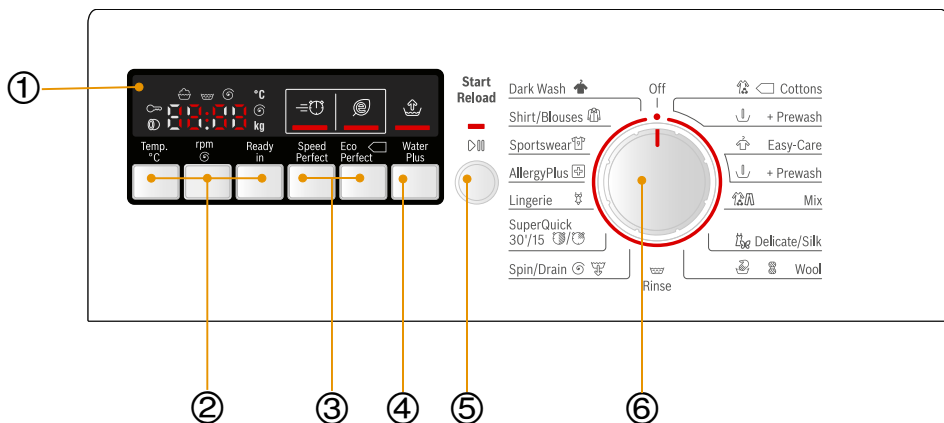 ①
°C
kg
Temp.
°C
rpm
Ready
in
Speed
Perfect
Eco
Perfect
Water
Plus
Start
Reload
Dark Wash
Shirt/Blouses
Sportswear
AllergyPlus
Lingerie
SuperQuick
30'/15
/
Spin/Drain
Off
Rinse
Cottons
+ Prewash
Easy-Care
+ Prewash
Mix
Delicate/Silk
Wool
②
③
④
⑤
⑥